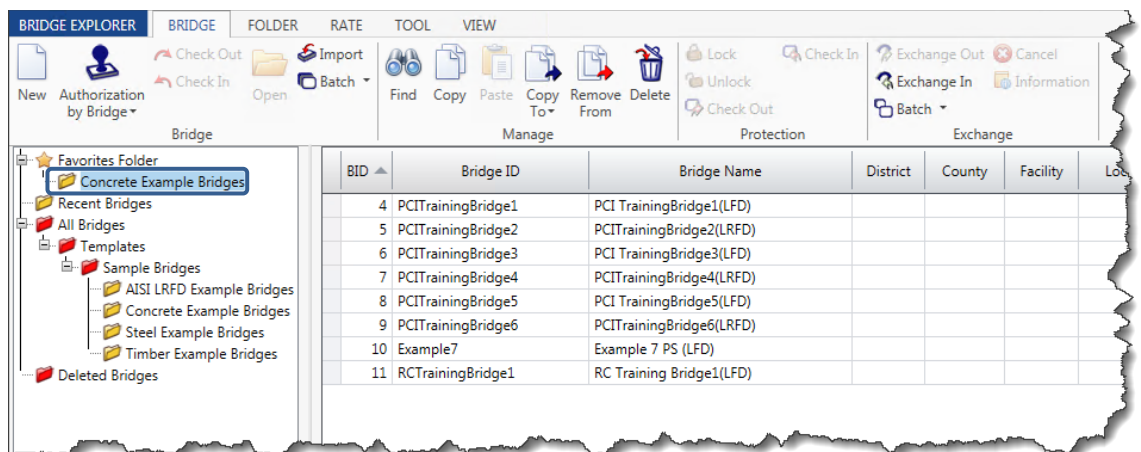 BRIDGE EXPLORER BRIDGE FOLDER RATE TOOL VIEW
New
Authorization by Bridge
Check Out
Check In
Open
Import
Batch
Bridge
Find
Copy
Paste
Copy To
Remove From
Delete
Manage
Lock
Unlock
Check Out
Check In
Protection
Exchange Out
Exchange In
Batch
Cancel
Information
Exchange
Favorites Folder
Concrete Example Bridges
Recent Bridges
All Bridges
Templates
Sample Bridges
AISI LRFD Example Bridges
Concrete Example Bridges
Steel Example Bridges
Timber Example Bridges
Deleted Bridges
BID Bridge ID Bridge Name District County Facility
4 PCITrainingBridge1 PCI TrainingBridge1(LFD)
5 PCITrainingBridge2 PCITrainingBridge2(LRFD)
6 PCITrainingBridge3 PCI TrainingBridge3(LFD)
7 PCITrainingBridge4 PCITrainingBridge4(LRFD)
8 PCITrainingBridge5 PCI TrainingBridge5(LFD)
9 PCITrainingBridge6 PCITrainingBridge6(LRFD)
10 Example7 Example 7 PS (LFD)
11 RCTrainingBridge1 RC Training Bridge1(LFD)